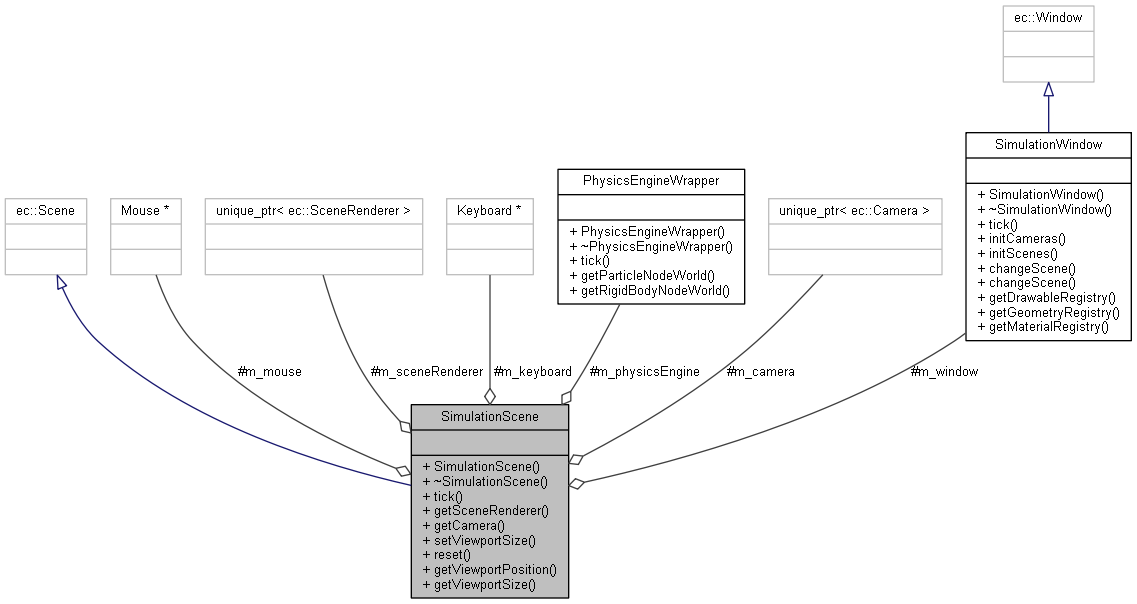 ec::Window
SimulationWindow
+ SimulationWindow()
+ ~SimulationWindow()
+ tick()
+ initCameras()
+ initScenes()
+ changeScene()
+ changeScene()
+ getDrawableRegistry()
+ getGeometryRegistry()
+ getMaterialRegistry()
ec::Scene
Mouse *
unique_ptr< ec::SceneRenderer >
Keyboard *
PhysicsEngineWrapper
+ PhysicsEngineWrapper()
+ ~PhysicsEngineWrapper()
+ tick()
+ getParticleNodeWorld()
+ getRigidBodyNodeWorld()
unique_ptr< ec::Camera >
#m_mouse
#m_sceneRenderer
#m_keyboard
#m_physicsEngine
#m_camera
#m_window
SimulationScene
+ SimulationScene()
+ ~SimulationScene()
+ tick()
+ getSceneRenderer()
+ getCamera()
+ setViewportSize()
+ reset()
+ getViewportPosition()
+ getViewportSize()